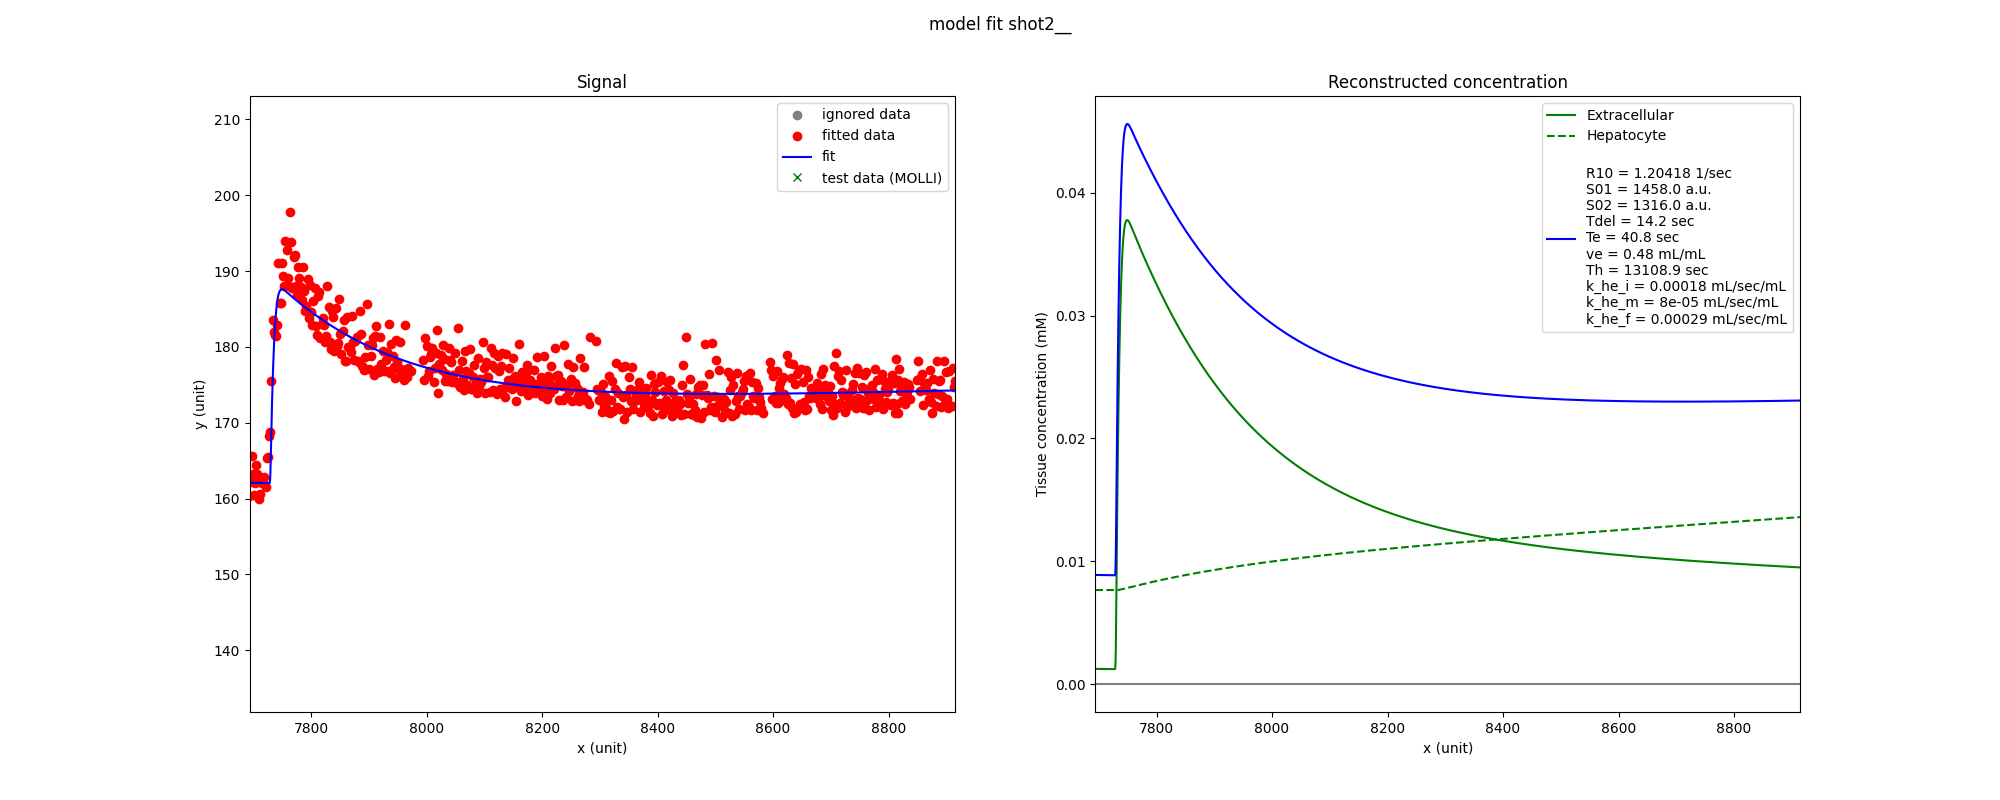 model fit shot2__
Signal
210
200
190
180
170
160
150
140
y (unit)
7800
8000
8200
8400
8600
8800
x (unit)
ignored data
fitted data
fit
test data (MOLLI)
Reconstructed concentration
0.04
0.03
0.02
0.01
0.00
Tissue concentration (mM)
7800
8000
8200
8400
8600
8800
x (unit)
Extracellular
Hepatocyte
R10 = 1.20418 1/sec
S01 = 1458.0 a.u.
S02 = 1316.0 a.u.
Tdel = 14.2 sec
Te = 40.8 sec
ve = 0.48 mL/mL
Th = 13108.9 sec
k_he_i = 0.00018 mL/sec/mL
k_he_m = 8e-05 mL/sec/mL
k_he_f = 0.00029 mL/sec/mL